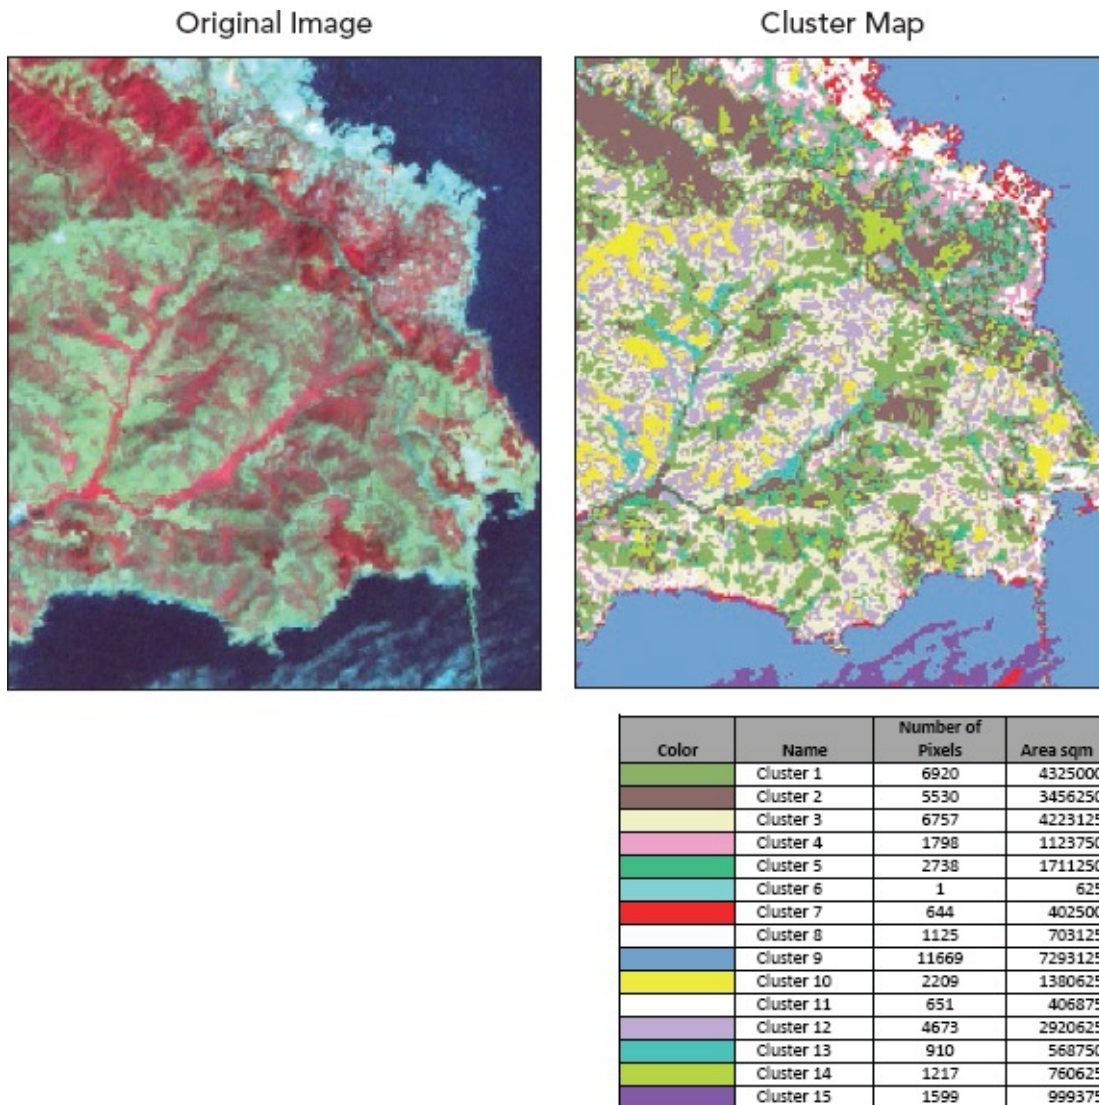 Original Image
Cluster Map
Color Name Number of Pixels Area sqm
Cluster 1 6920 4325000
Cluster 2 5530 3456250
Cluster 3 6757 4223125
Cluster 4 1798 1123750
Cluster 5 2738 1711250
Cluster 6 1 625
Cluster 7 644 402500
Cluster 8 1125 703125
Cluster 9 11669 7293125
Cluster 10 2209 1380625
Cluster 11 651 406875
Cluster 12 4673 2920625
Cluster 13 910 568750
Cluster 14 1217 760625
Cluster 15 1599 999375